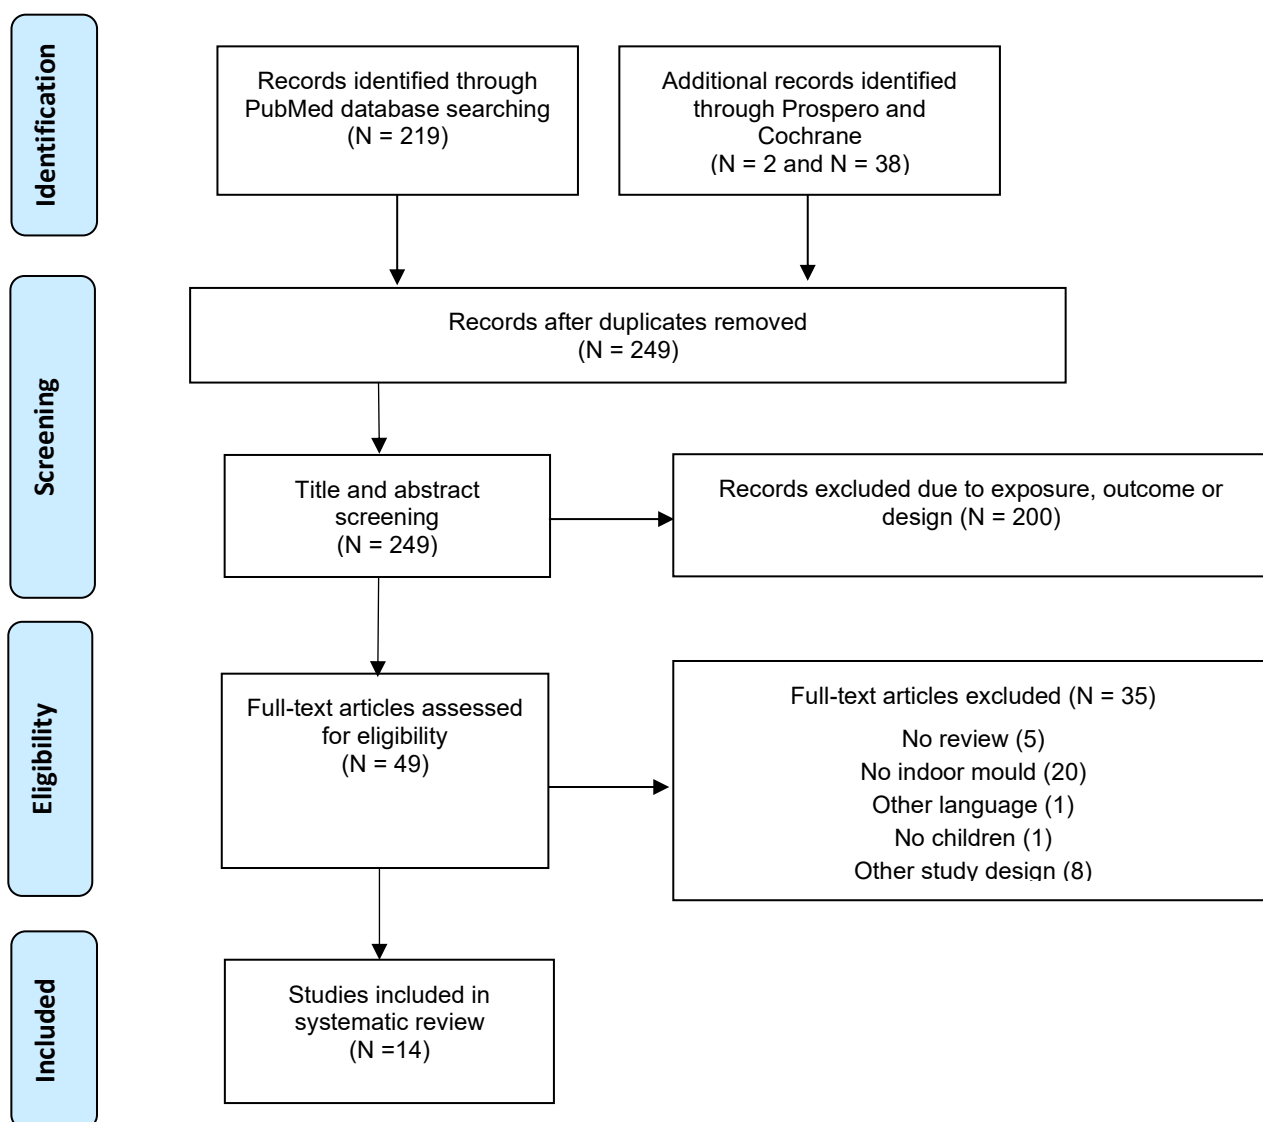 Identification
Records identified through
PubMed database searching
(N = 219)
Additional records identified
through Prospero and
Cochrane
(N = 2 and N = 38)
Screening
Records after duplicates removed
(N = 249)
Title and abstract
screening
(N = 249)
Records excluded due to exposure, outcome or
design (N = 200)
Eligibility
Full-text articles assessed
for eligibility
(N = 49)
Full-text articles excluded (N = 35)
No review (5)
No indoor mould (20)
Other language (1)
No children (1)
Other study design (8)
Included
Studies included in
systematic review
(N =14)